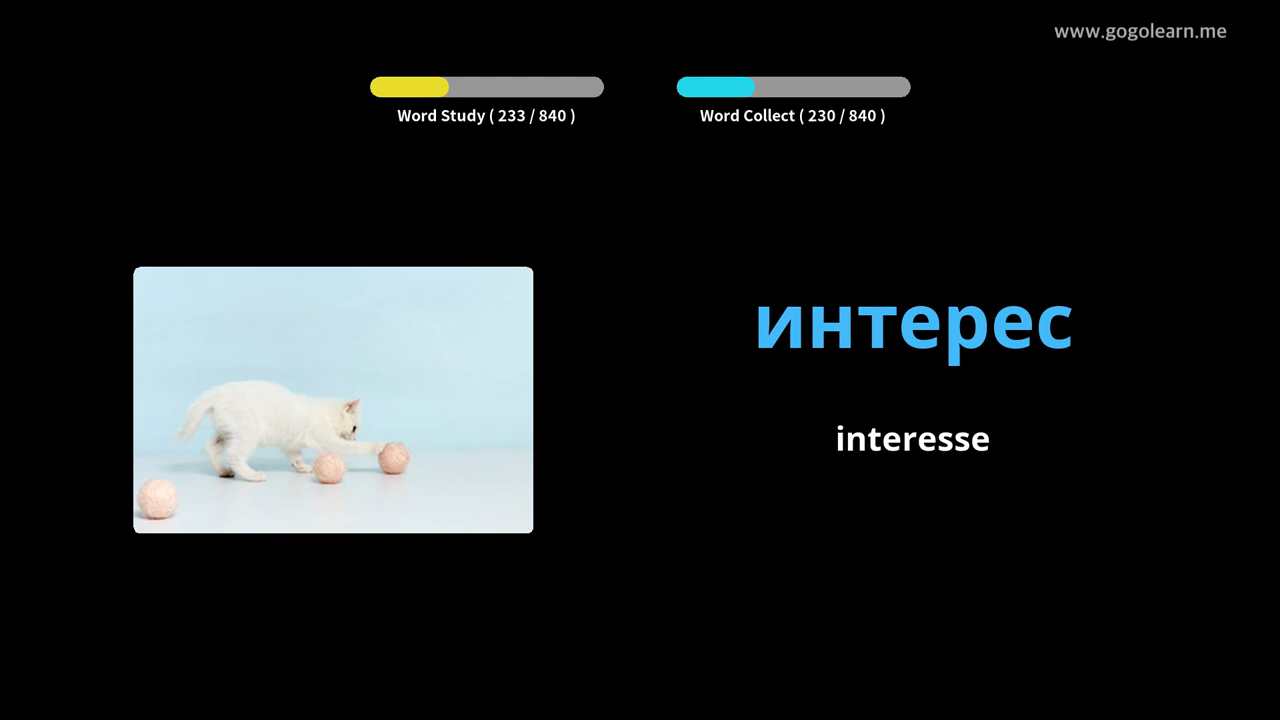 www.gogolearn.me
Word Study ( 233 / 840 )
Word Collect ( 230 / 840 )
интерес
interesse